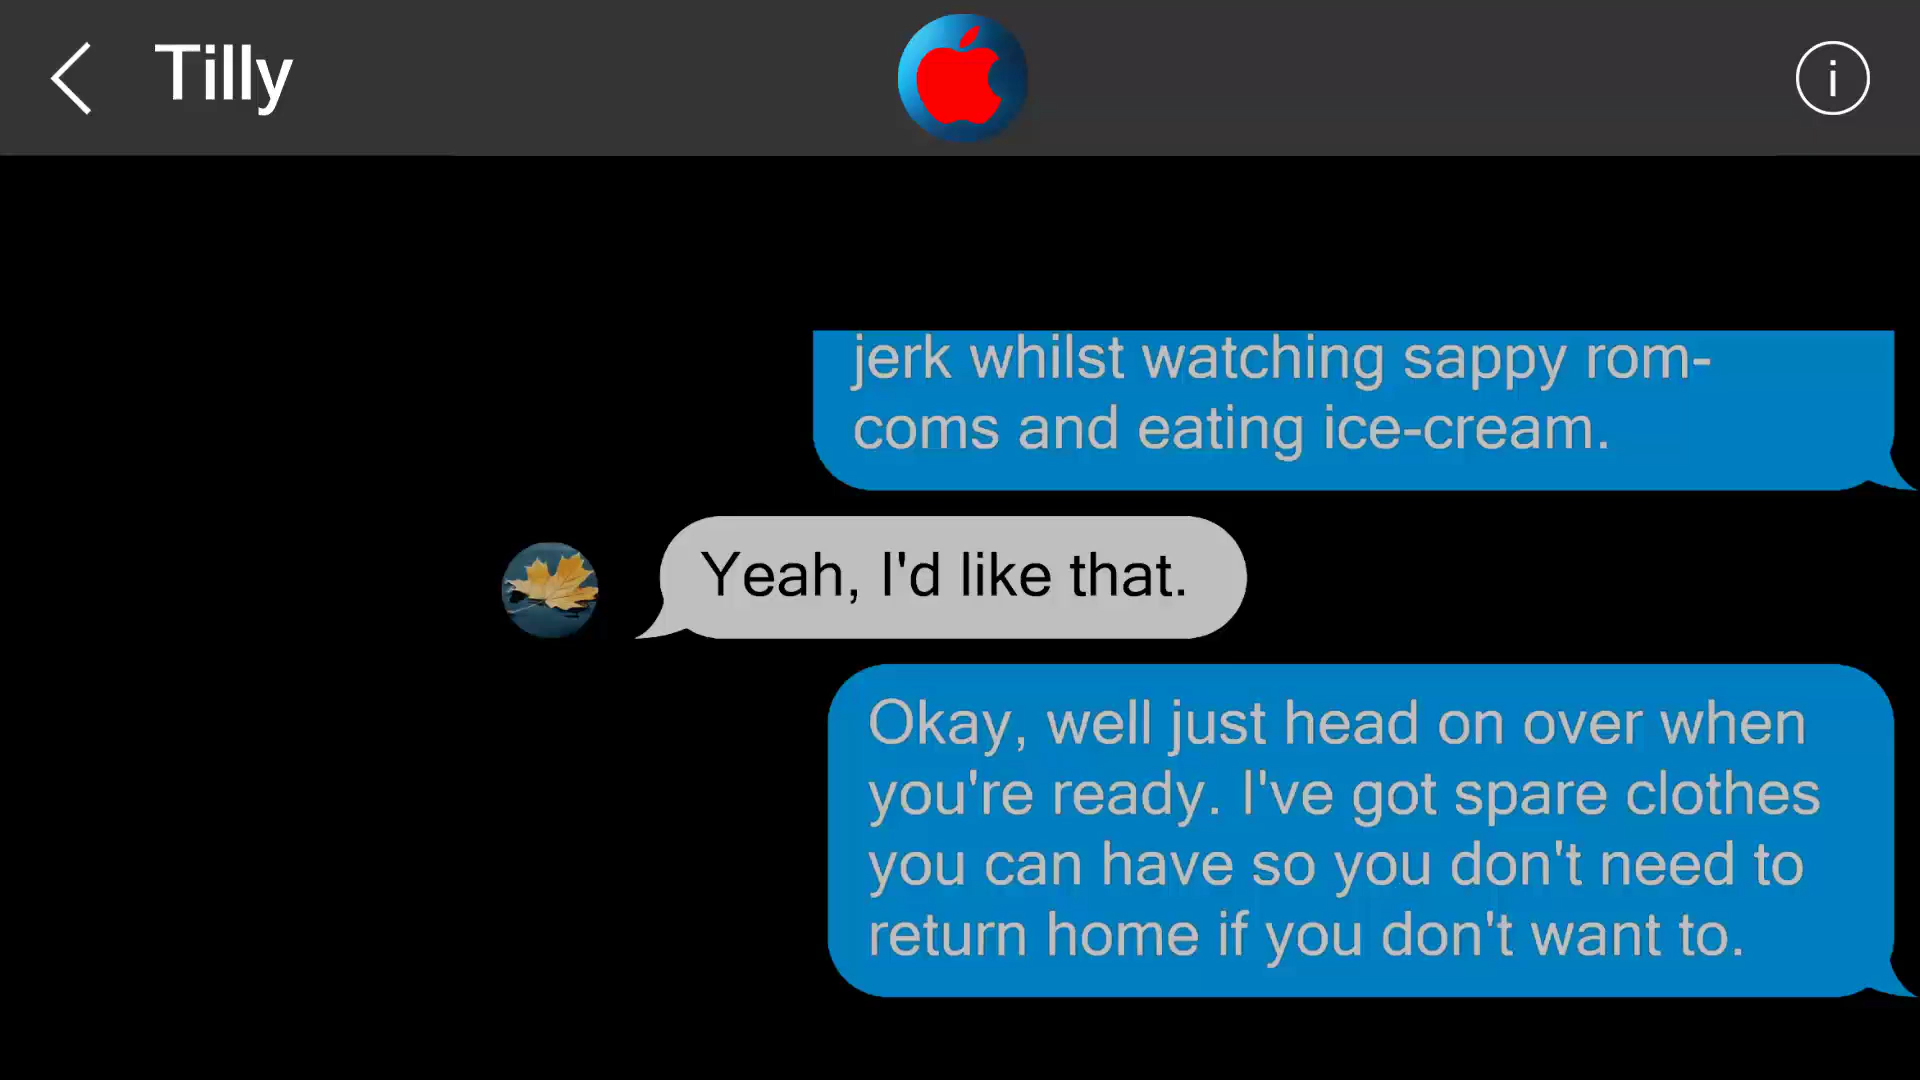 Tilly
i
jerk whilst watching sappy rom-
coms and eating ice-cream.
Yeah, I'd like that.
Okay, well just head on over when
you're ready. I've got spare clothes
you can have so you don't need to
return home if you don't want to.